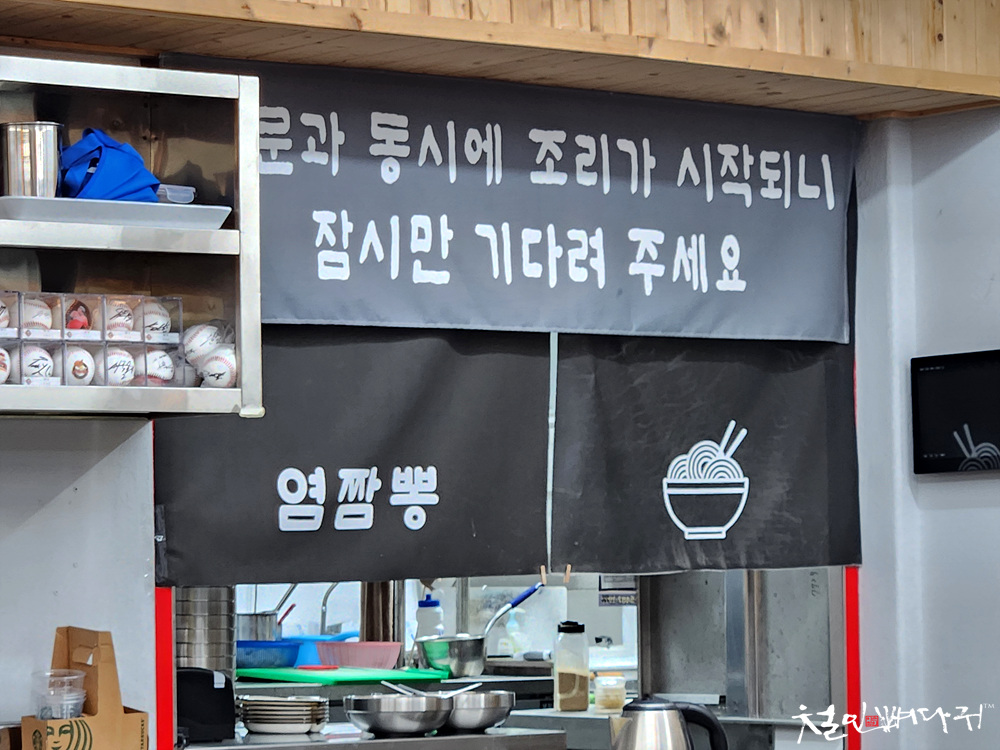 문과 동시에 조리가 시작되니
잠시만 기다려 주세요
염짬뽕